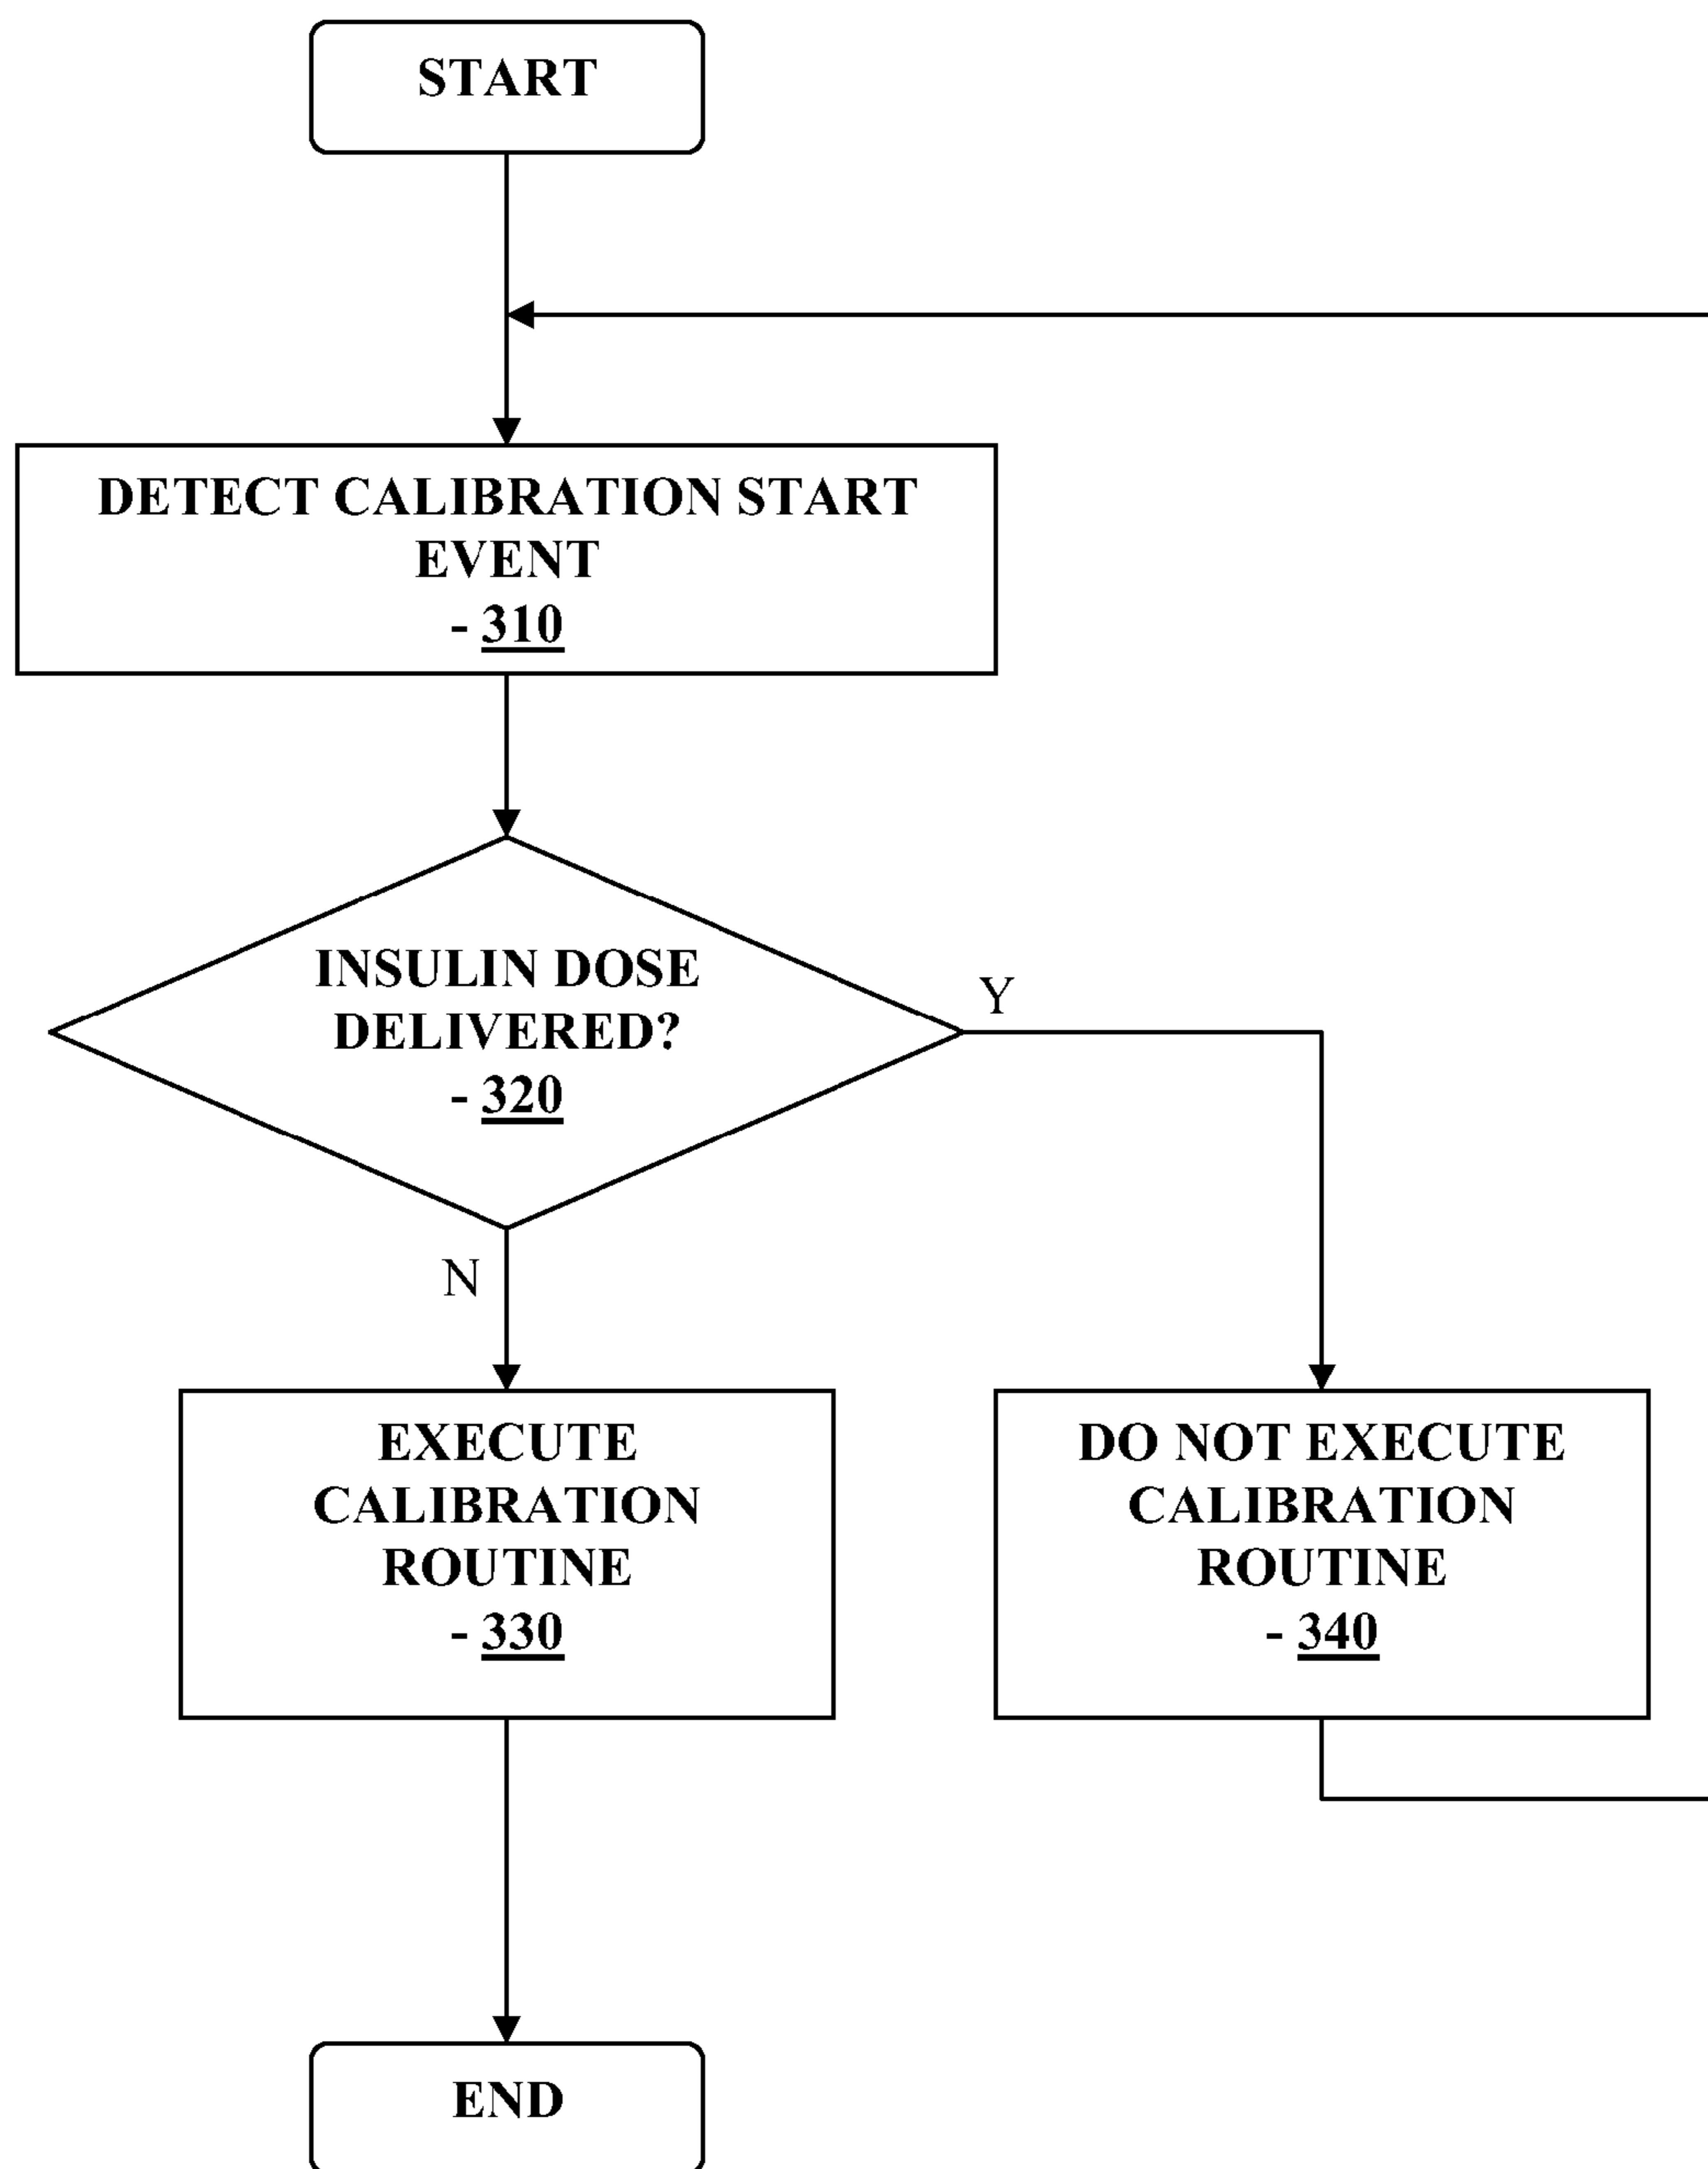 START
DETECT CALIBRATION START
EVENT
- 310
INSULIN DOSE
DELIVERED?
- 320
Y
N
EXECUTE
CALIBRATION
ROUTINE
- 330
DO NOT EXECUTE
CALIBRATION
ROUTINE
- 340
END